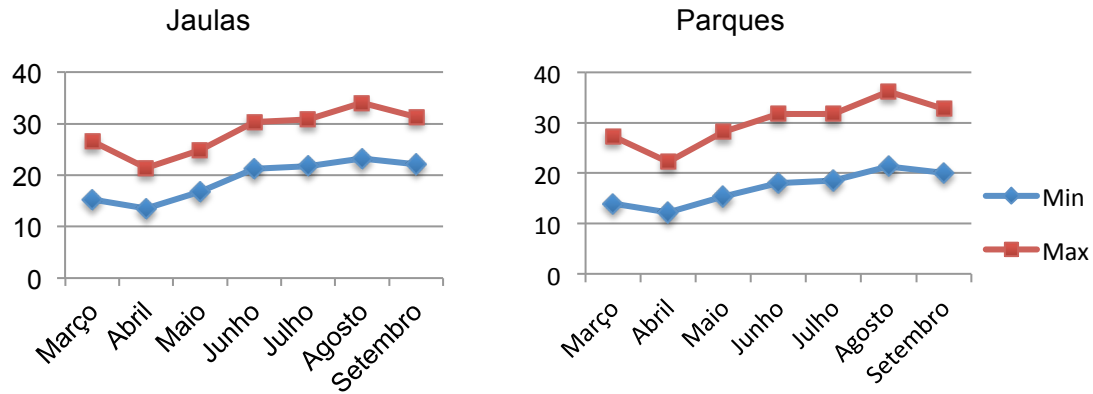 Jaulas
40
30
20
10
0
Março
Abril
Maio
Junho
Julho
Agosto
Setembro
Parques
40
30
20
10
0
Março
Abril
Maio
Junho
Julho
Agosto
Setembro
Min
Max